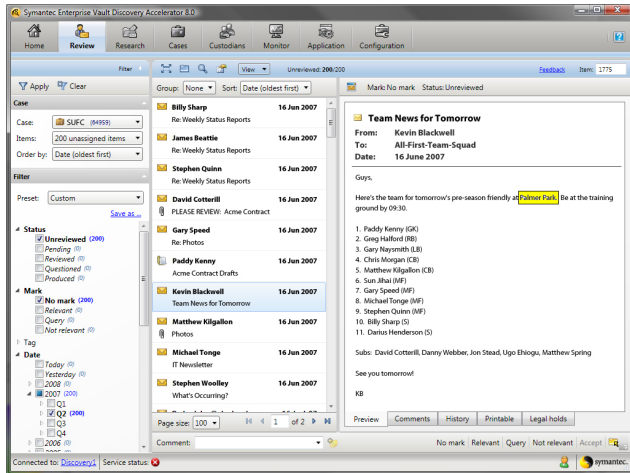 Symantec Enterprise Vault Discovery Accelerator 8.0
Home Review Research Cases Custodians Monitor Application Configuration
Filter
View Unreviewed: 200/200
Feedback Item: 1775
Apply Clear
Case
Case: SUFC (64959)
Items: 200 unassigned items
Order by: Date (oldest first)
Filter
Preset: Custom
Save as ...
Status
Unreviewed (200)
Pending (0)
Reviewed (0)
Questioned (0)
Produced (0)
Mark
No mark (200)
Relevant (0)
Query (0)
Not relevant (0)
Tag
Date
Today (0)
Yesterday (0)
2008 (0)
2007 (200)
Q1
Q2 (200)
Q3
Q4
2006 (0)
Group: None Sort: Date (oldest first)
Billy Sharp 16 Jun 2007
Re: Weekly Status Reports
James Beattie 16 Jun 2007
Re: Weekly Status Reports
Stephen Quinn 16 Jun 2007
Re: Weekly Status Reports
David Cotterill 16 Jun 2007
PLEASE REVIEW: Acme Contract
Gary Speed 16 Jun 2007
Re: Photos
Paddy Kenny 16 Jun 2007
Acme Contract Drafts
Kevin Blackwell 16 Jun 2007
Team News for Tomorrow
Matthew Kilgallon 16 Jun 2007
Photos
Michael Tonge 16 Jun 2007
IT Newsletter
Stephen Woolley 16 Jun 2007
What's Occurring?
Page size: 100 1 of 2
Mark: No mark Status: Unreviewed
Team News for Tomorrow
From: Kevin Blackwell
To: All-First-Team-Squad
Date: 16 June 2007
Guys,
Here's the team for tomorrow's pre-season friendly at Palmer Park. Be at the training
ground by 09:30.
1. Paddy Kenny (GK)
2. Greg Halford (RB)
3. Gary Naysmith (LB)
4. Chris Morgan (CB)
5. Matthew Kilgallon (CB)
6. Sun Jihai (MF)
7. Gary Speed (MF)
8. Michael Tonge (MF)
9. Stephen Quinn (MF)
10. Billy Sharp (S)
11. Darius Henderson (S)
Subs: David Cotterill, Danny Webber, Jon Stead, Ugo Ehiogu, Matthew Spring
See you tomorrow!
KB
Preview Comments History Printable Legal holds
Comment: No mark Relevant Query Not relevant Accept
Connected to: Discovery1 Service status:
symantec.